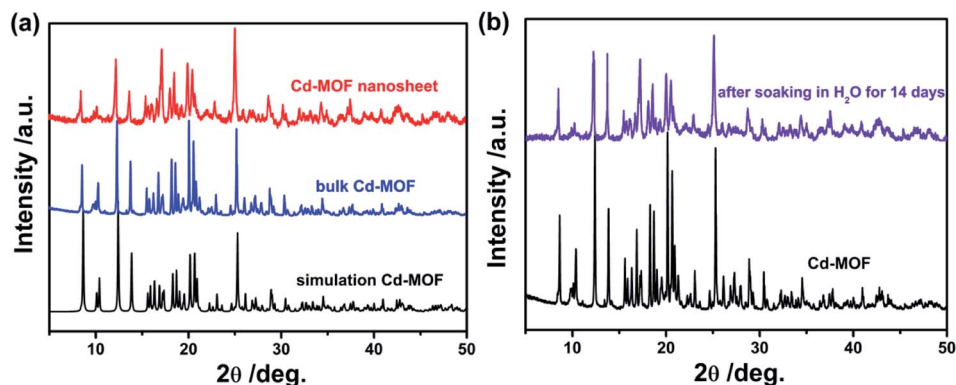 (a)
Intensity /a.u.
Cd-MOF nanosheet
bulk Cd-MOF
simulation Cd-MOF
10 20 30 40 50
2θ /deg.
(b)
Intensity /a.u.
after soaking in H₂O for 14 days
Cd-MOF
10 20 30 40 50
2θ /deg.